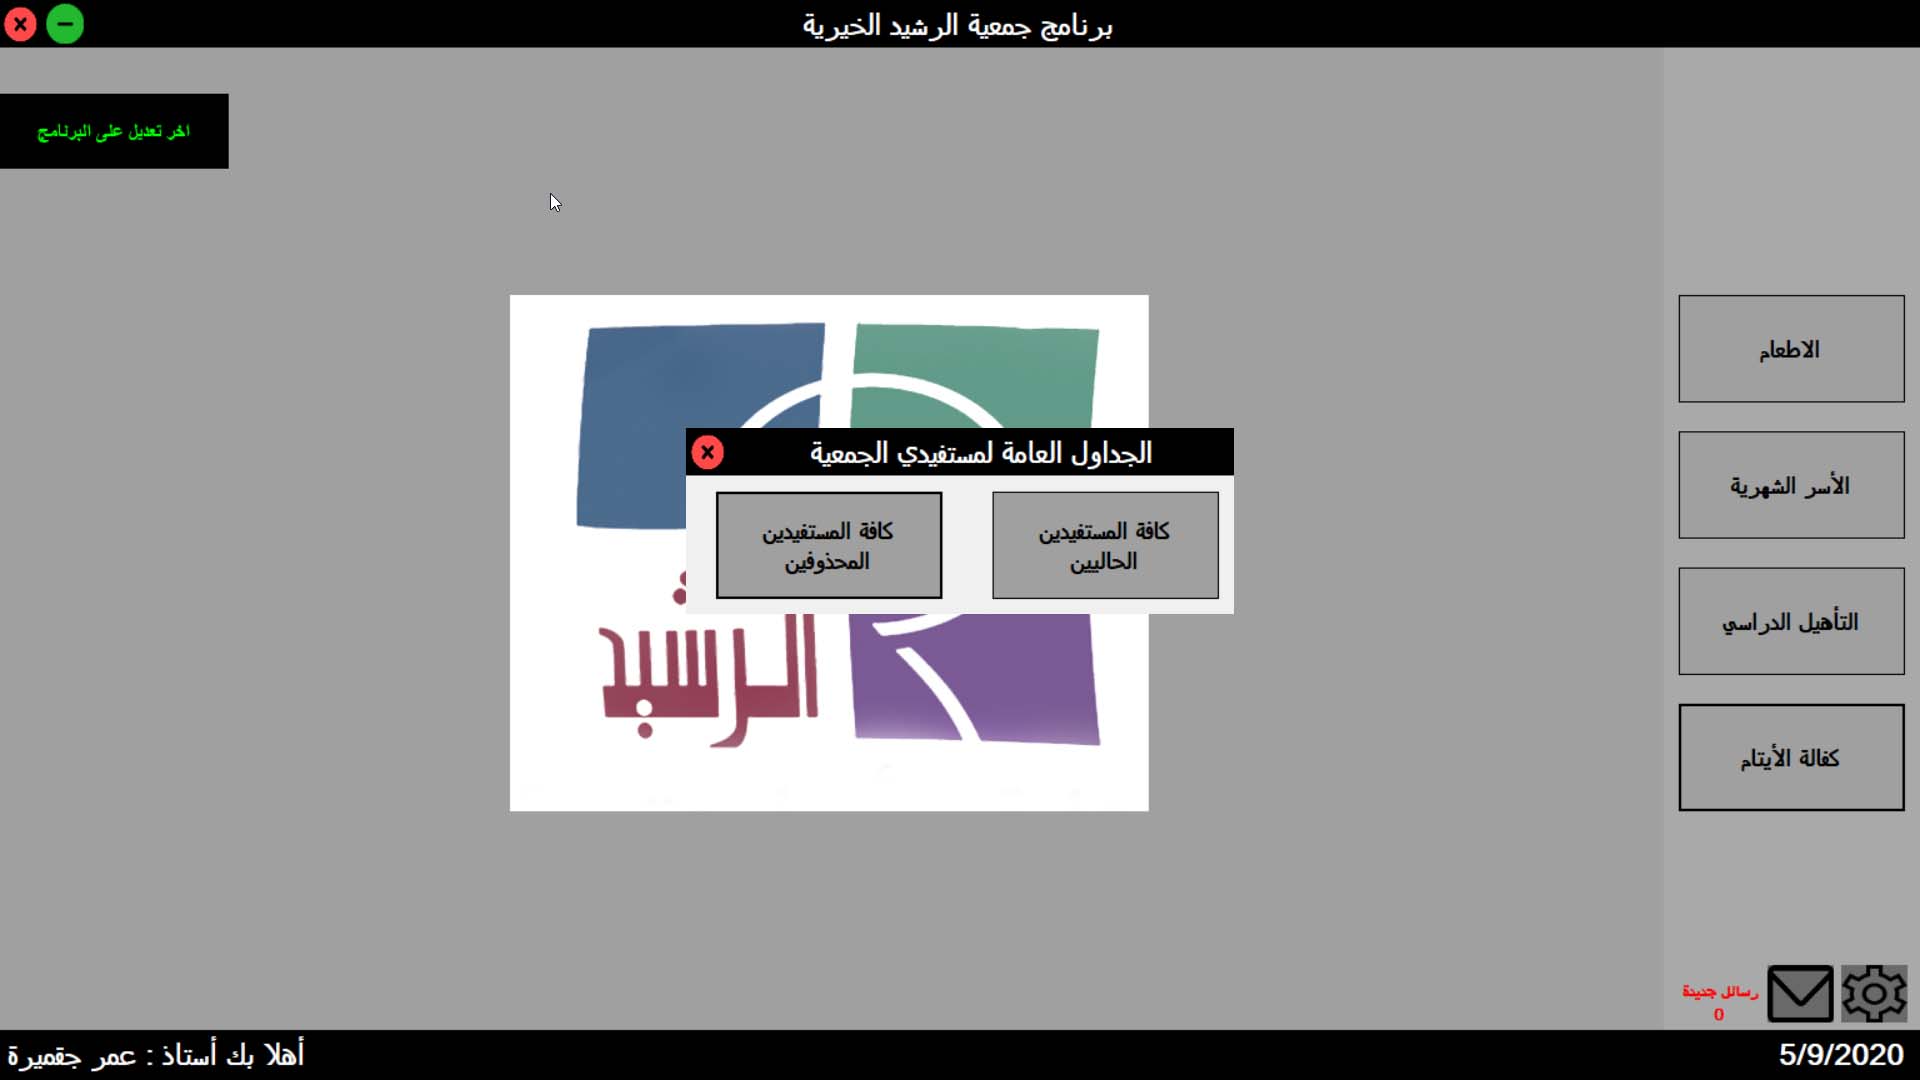 برنامج جمعية الرشيد الخيرية
اخر تعديل على البرنامج
الاطعام
الأسر الشهرية
التأهيل الدراسي
كفالة الأيتام
الجداول العامة لمستفيدي الجمعية
كافة المستفيدين
الحاليين
كافة المستفيدين
المحذوفين
الرشيد
رسائل جديدة
0
5/9/2020
أهلا بك أستاذ : عمر جقميرة